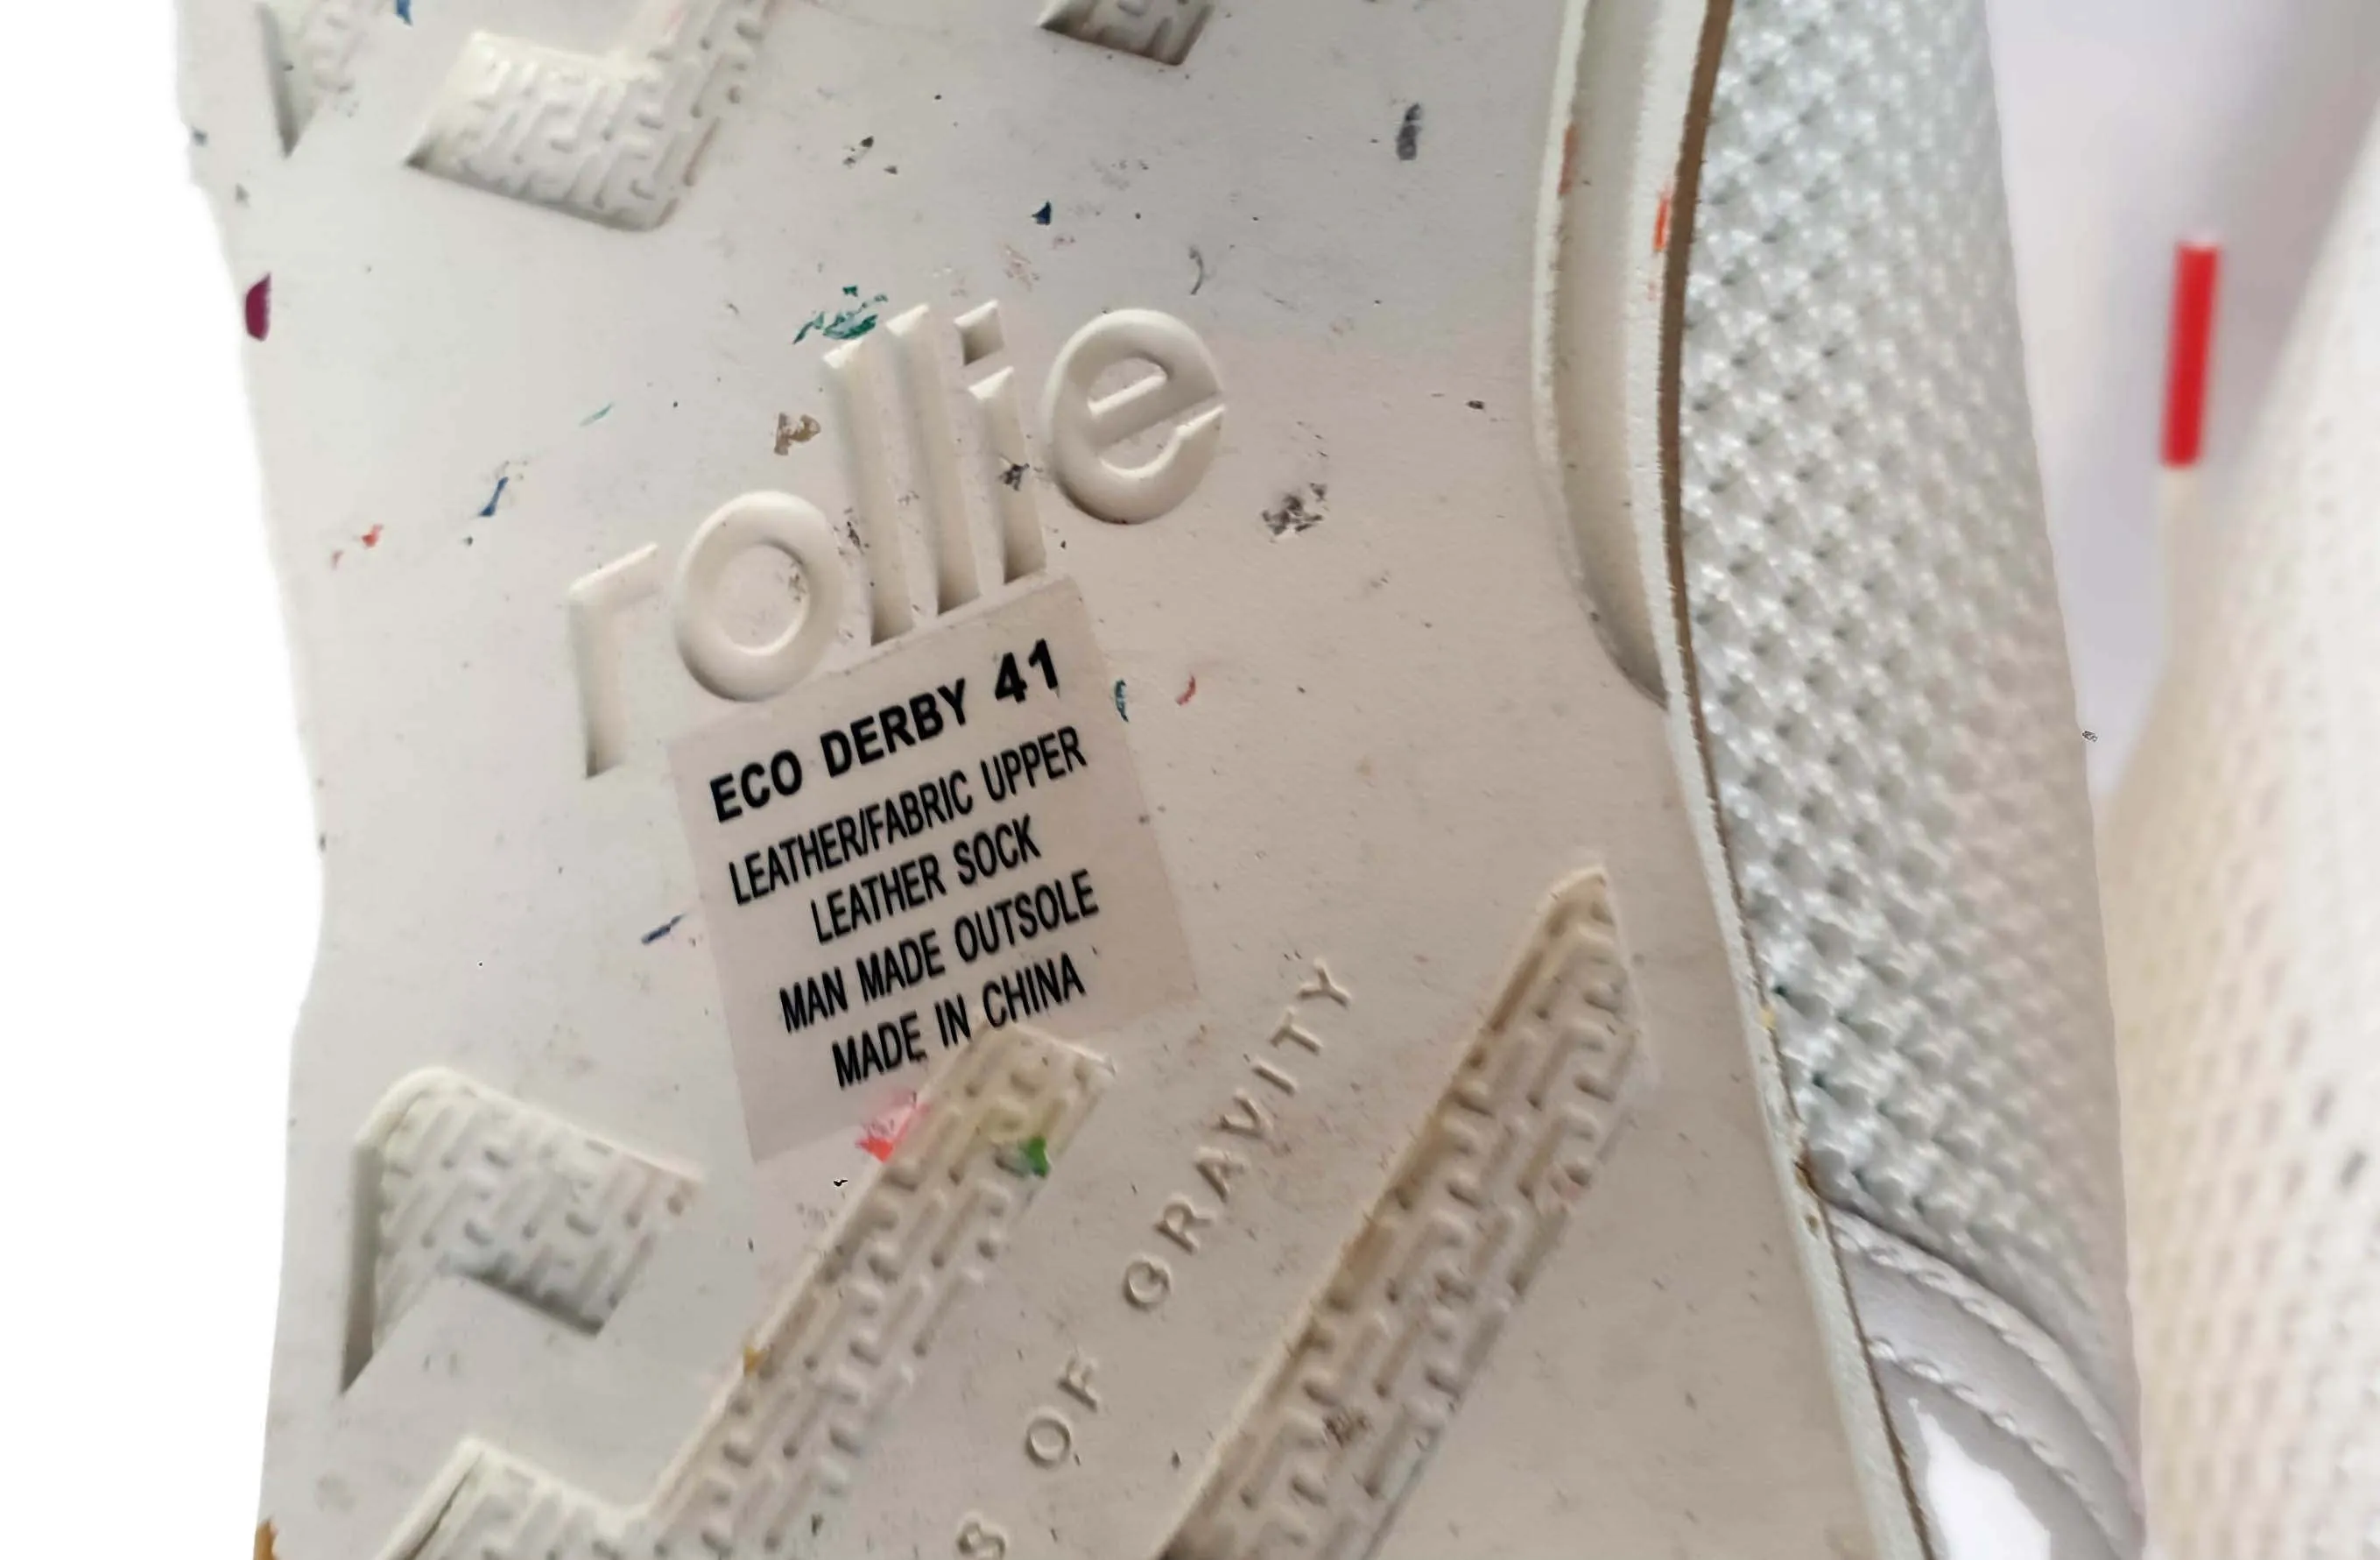 rollie
ECO DERBY 41
LEATHER/FABRIC UPPER
LEATHER SOCK
MAN MADE OUTSOLE
MADE IN CHINA
OF GRAVITY